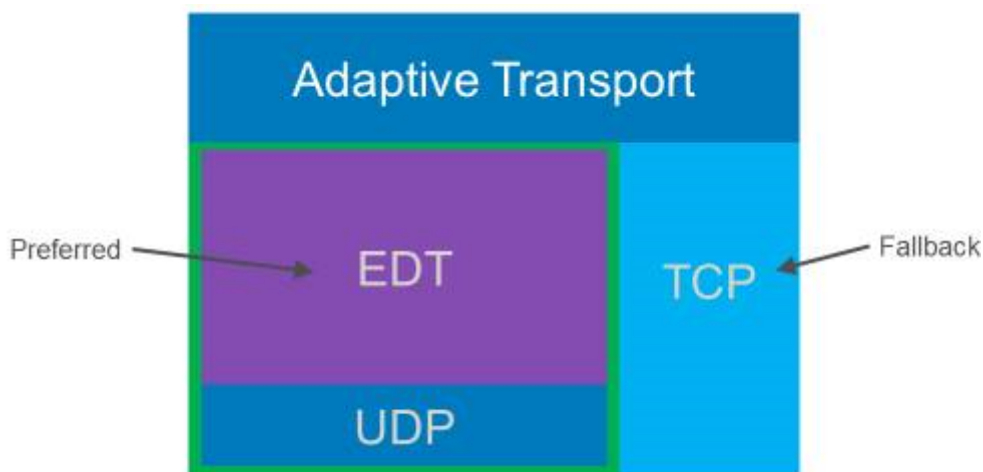 Adaptive Transport
Preferred
EDT
TCP
Fallback
UDP